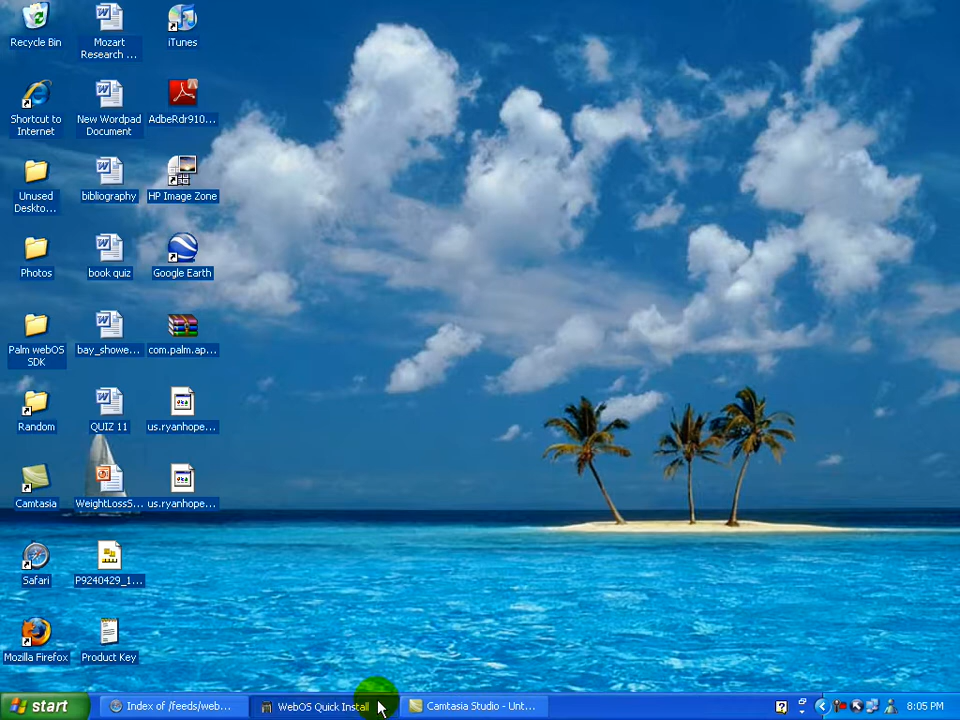 Recycle Bin
Mozart
Research ...
iTunes
Shortcut to
Internet
New Wordpad
Document
AdbeRdr910...
Unused
Deskto...
bibliography
HP Image Zone
Photos
book quiz
Google Earth
Palm webOS
SDK
bay_showe...
com.palm.ap...
Random
QUIZ 11
us.ryanhope...
Camtasia
WeightLossS...
us.ryanhope...
Safari
P9240429_1...
Mozilla Firefox
Product Key
start
Index of /feeds/web...
WebOS Quick Install
Camtasia Studio - Unt...
8:05 PM